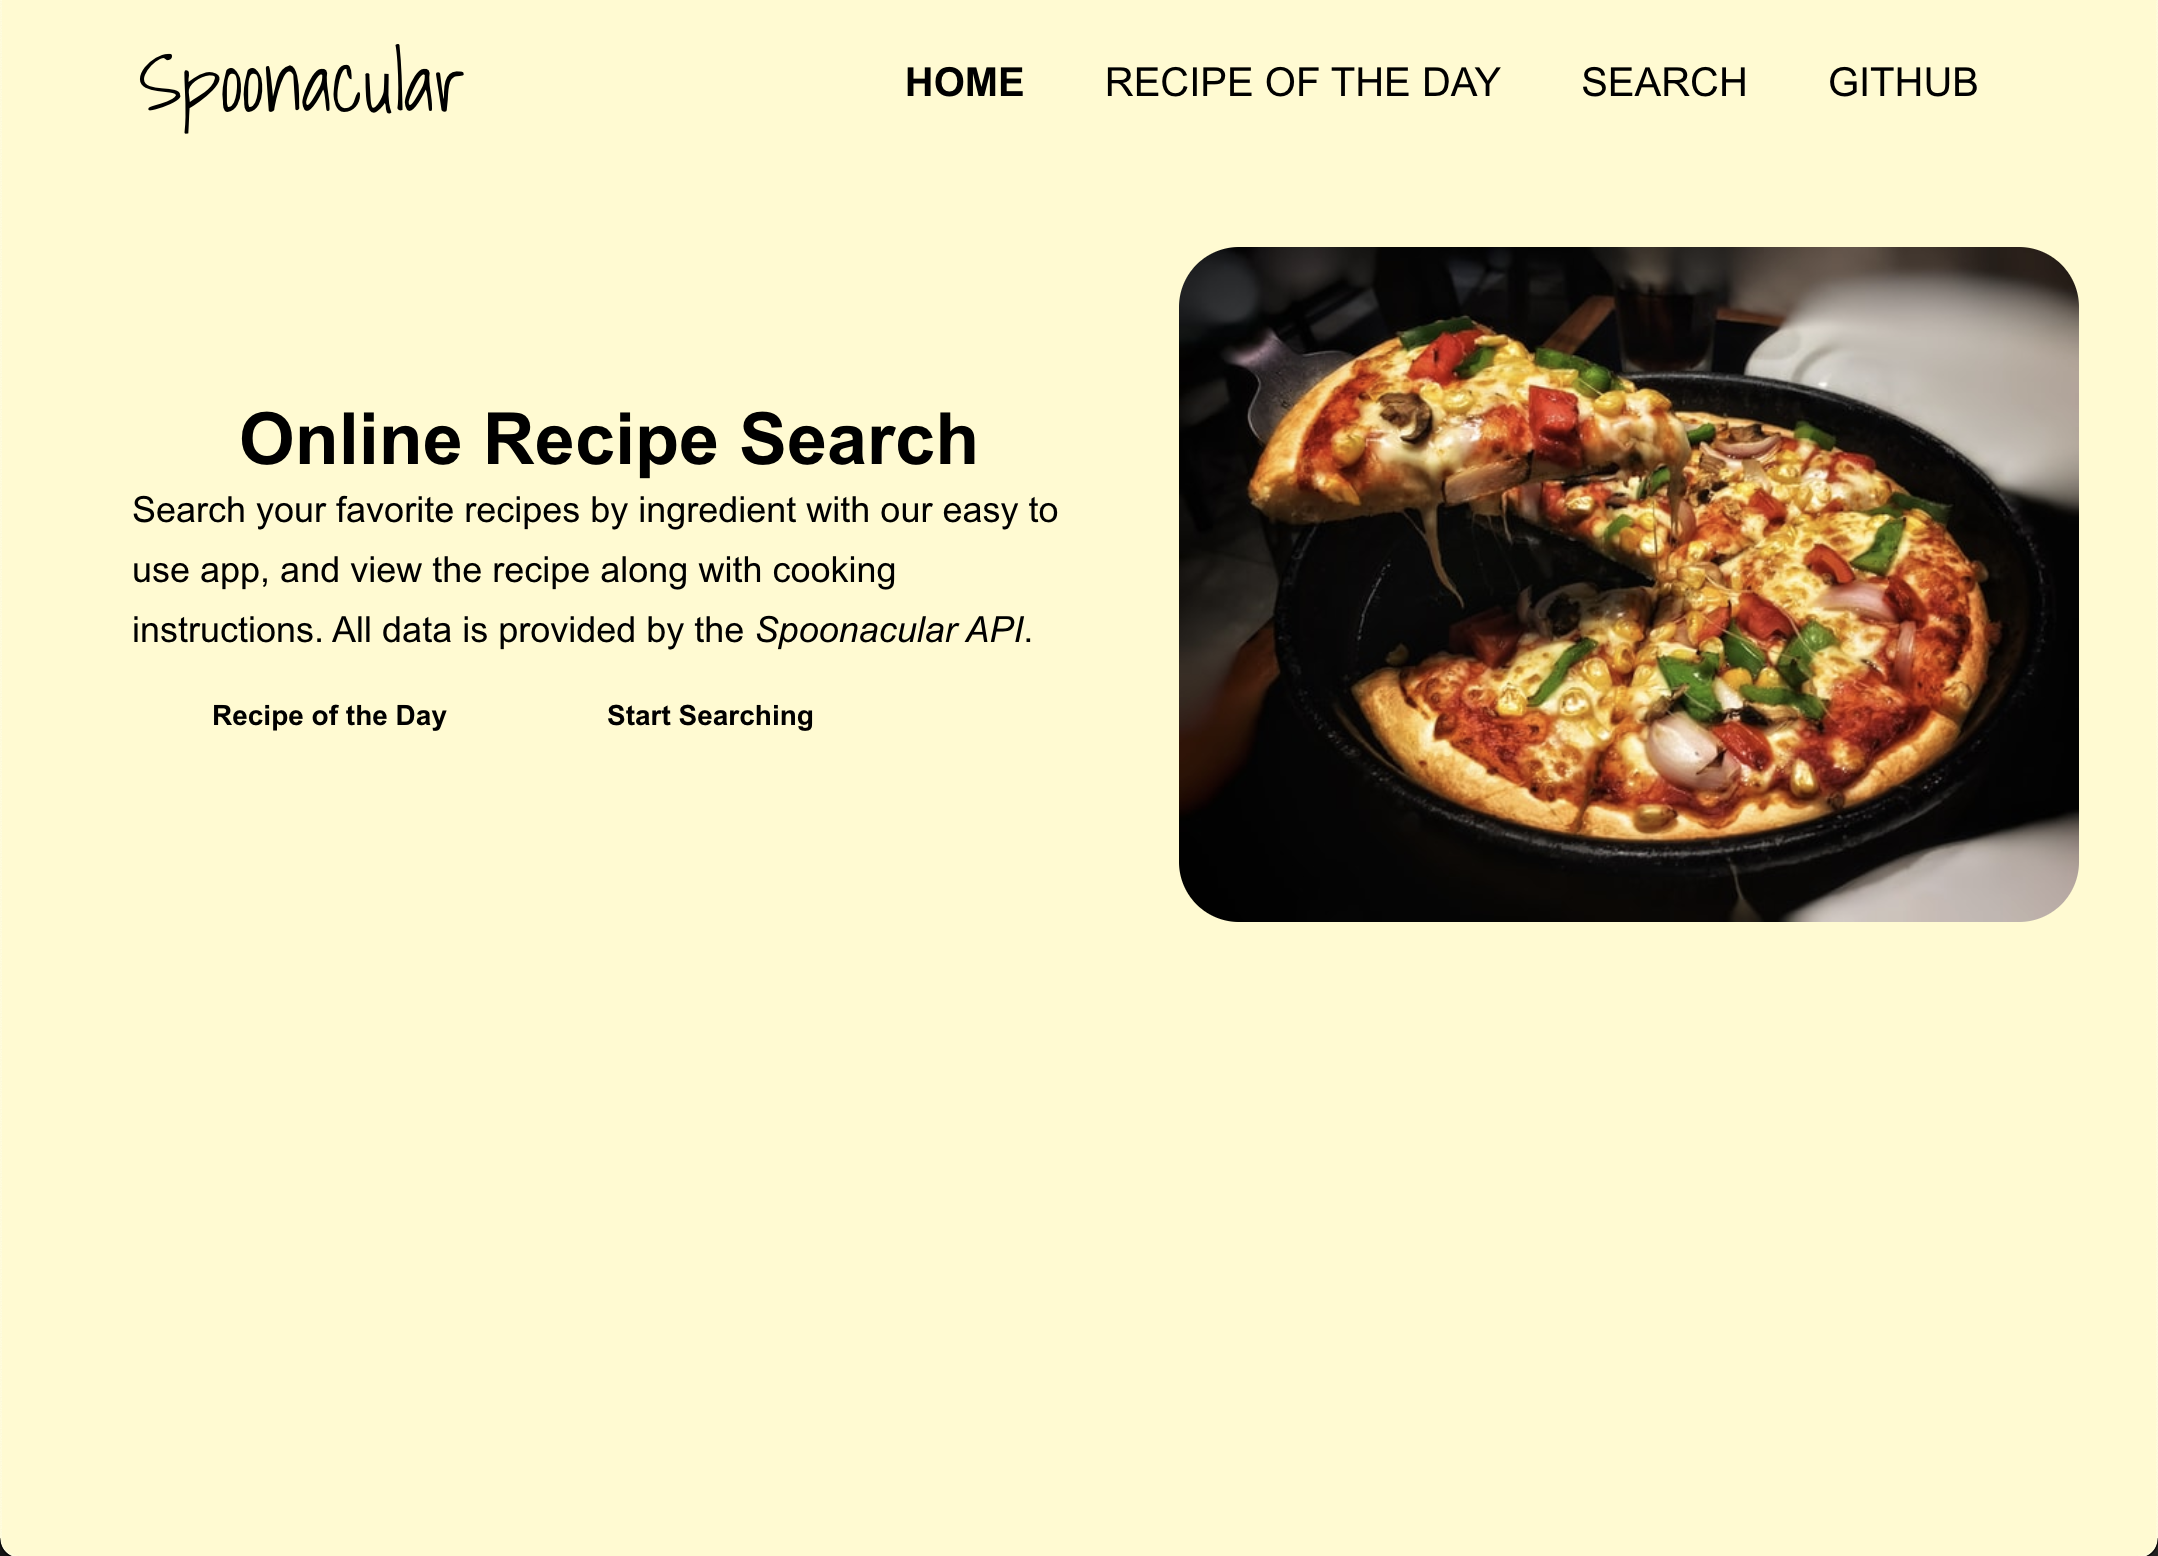 Spoonacular
HOME RECIPE OF THE DAY SEARCH GITHUB
Online Recipe Search
Search your favorite recipes by ingredient with our easy to
use app, and view the recipe along with cooking
instructions. All data is provided by the Spoonacular API.
Recipe of the Day Start Searching